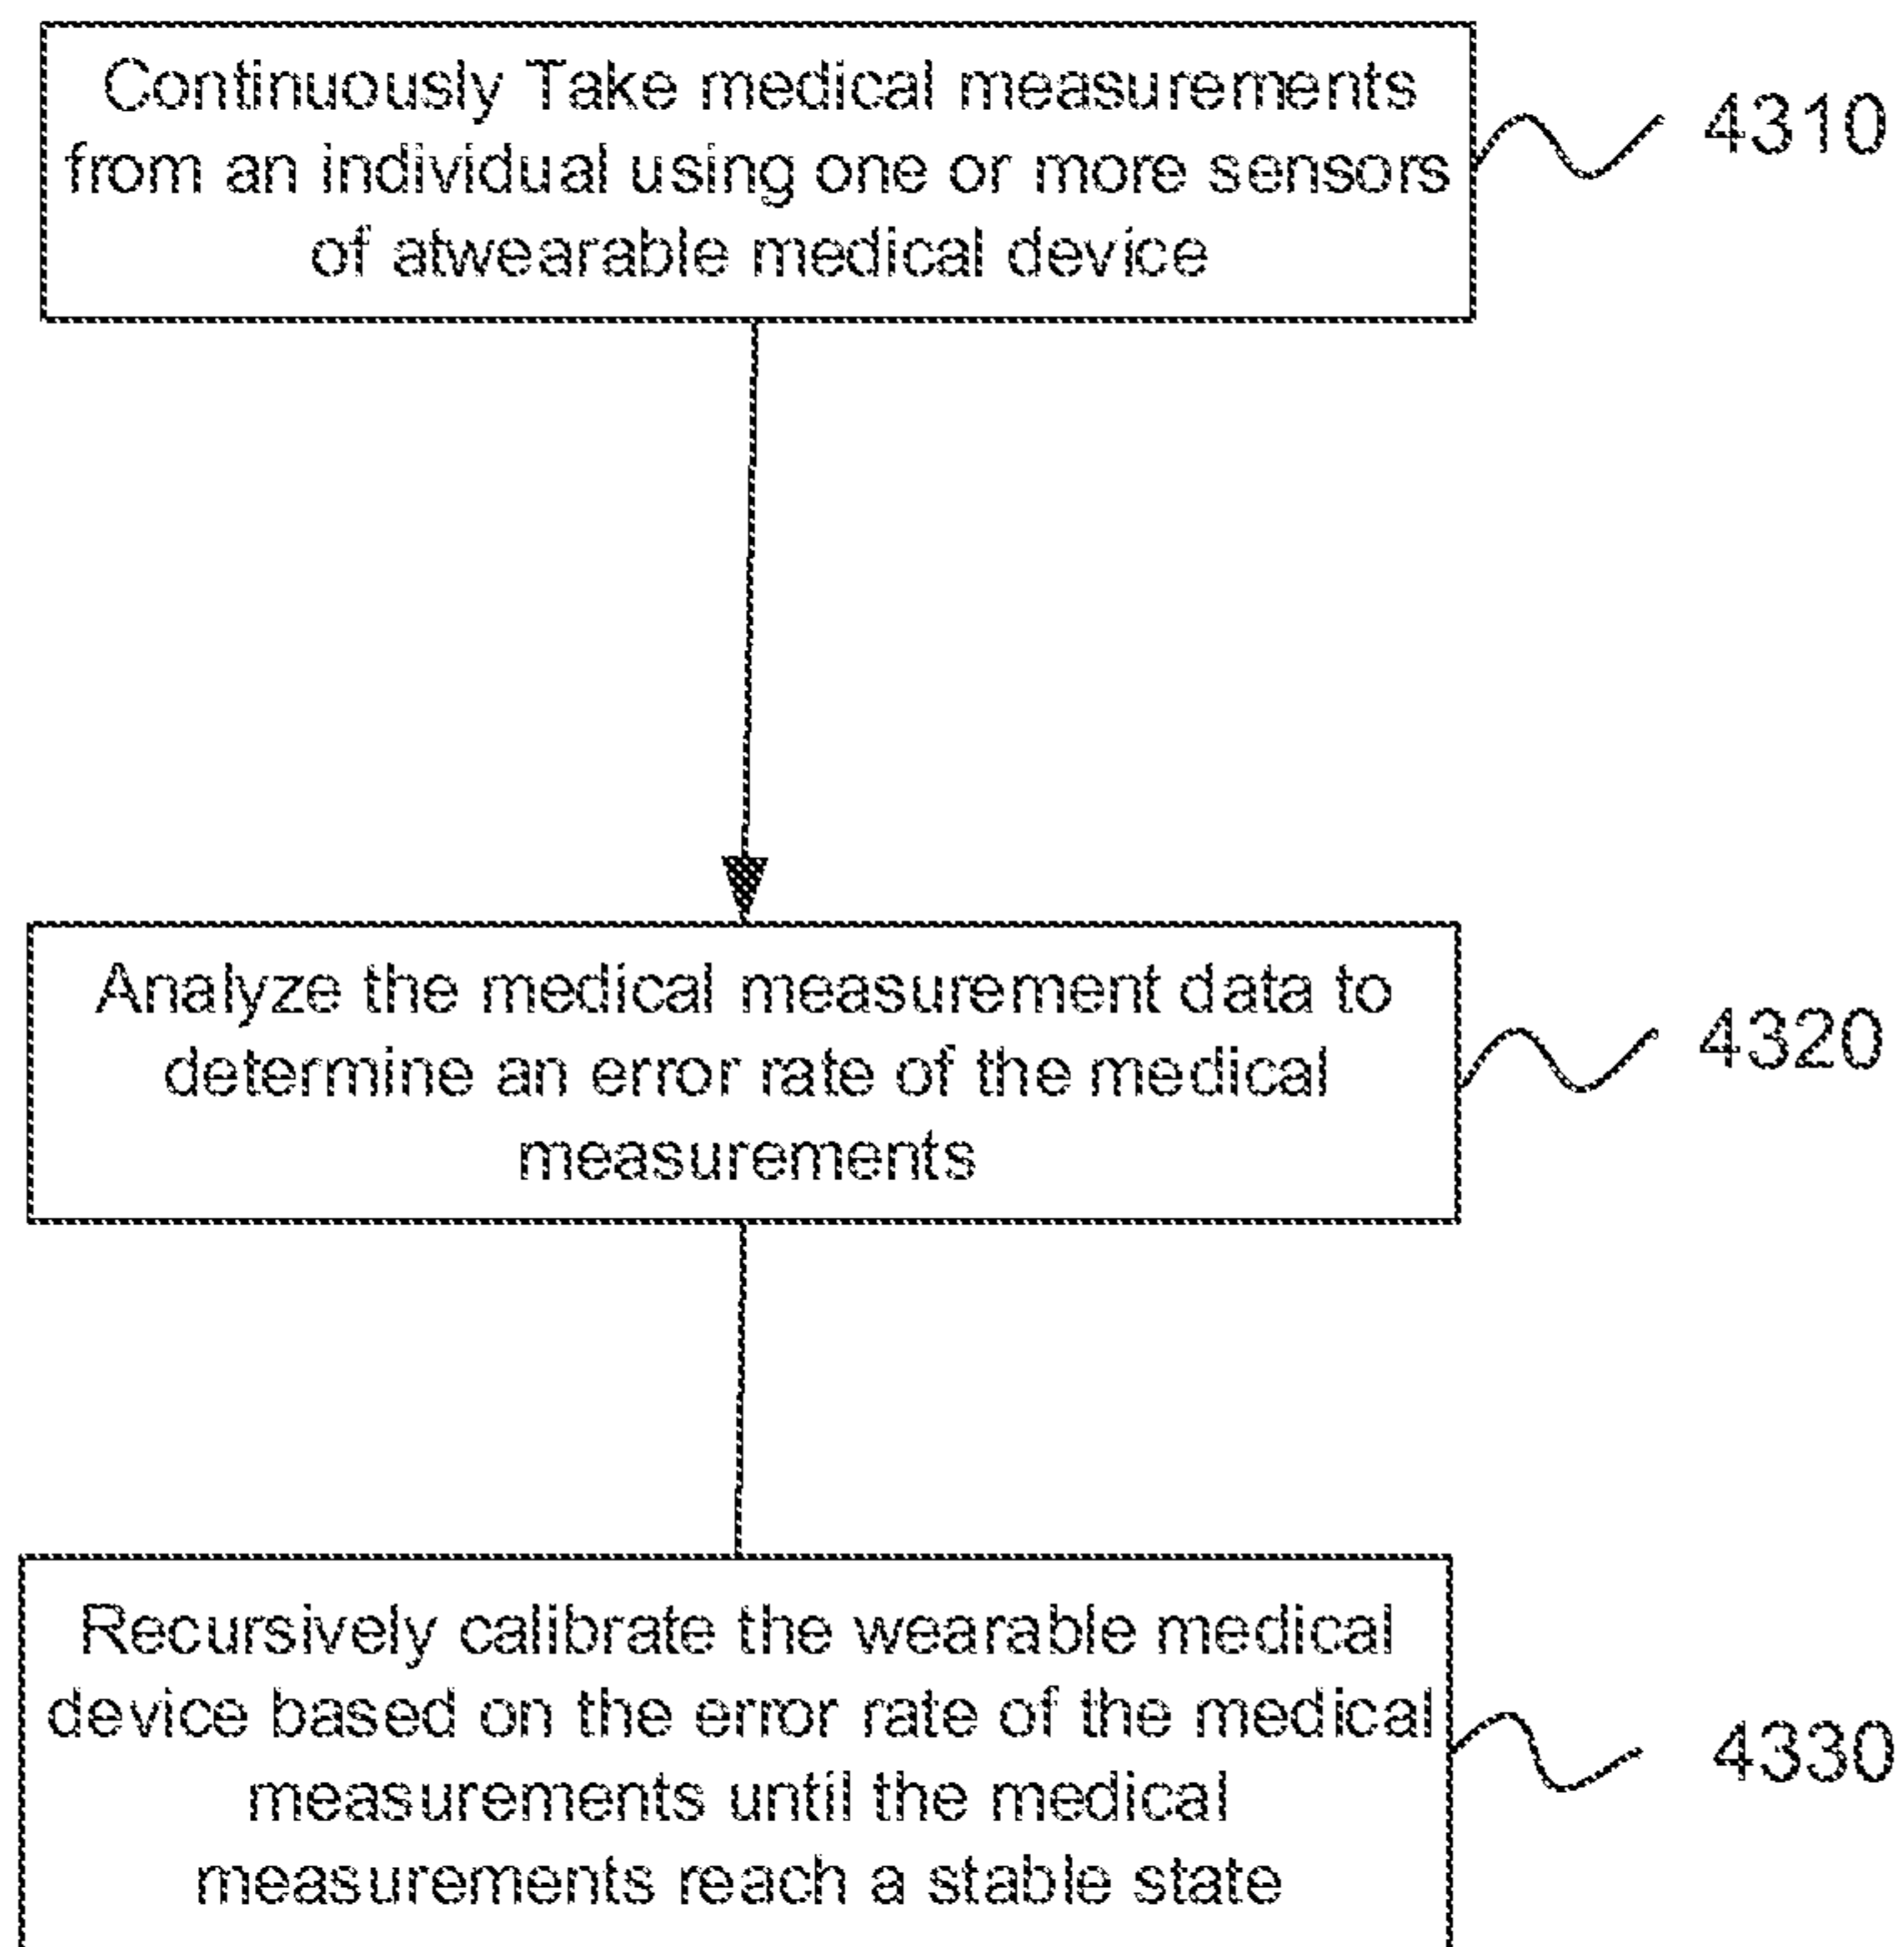 Continuously Take medical measurements
from an individual using one or more sensors
of atwearable medical device
4310
Analyze the medical measurement data to
determine an error rate of the medical
measurements
4320
Recursively calibrate the wearable medical
device based on the error rate of the medical
measurements until the medical
measurements reach a stable state
4330